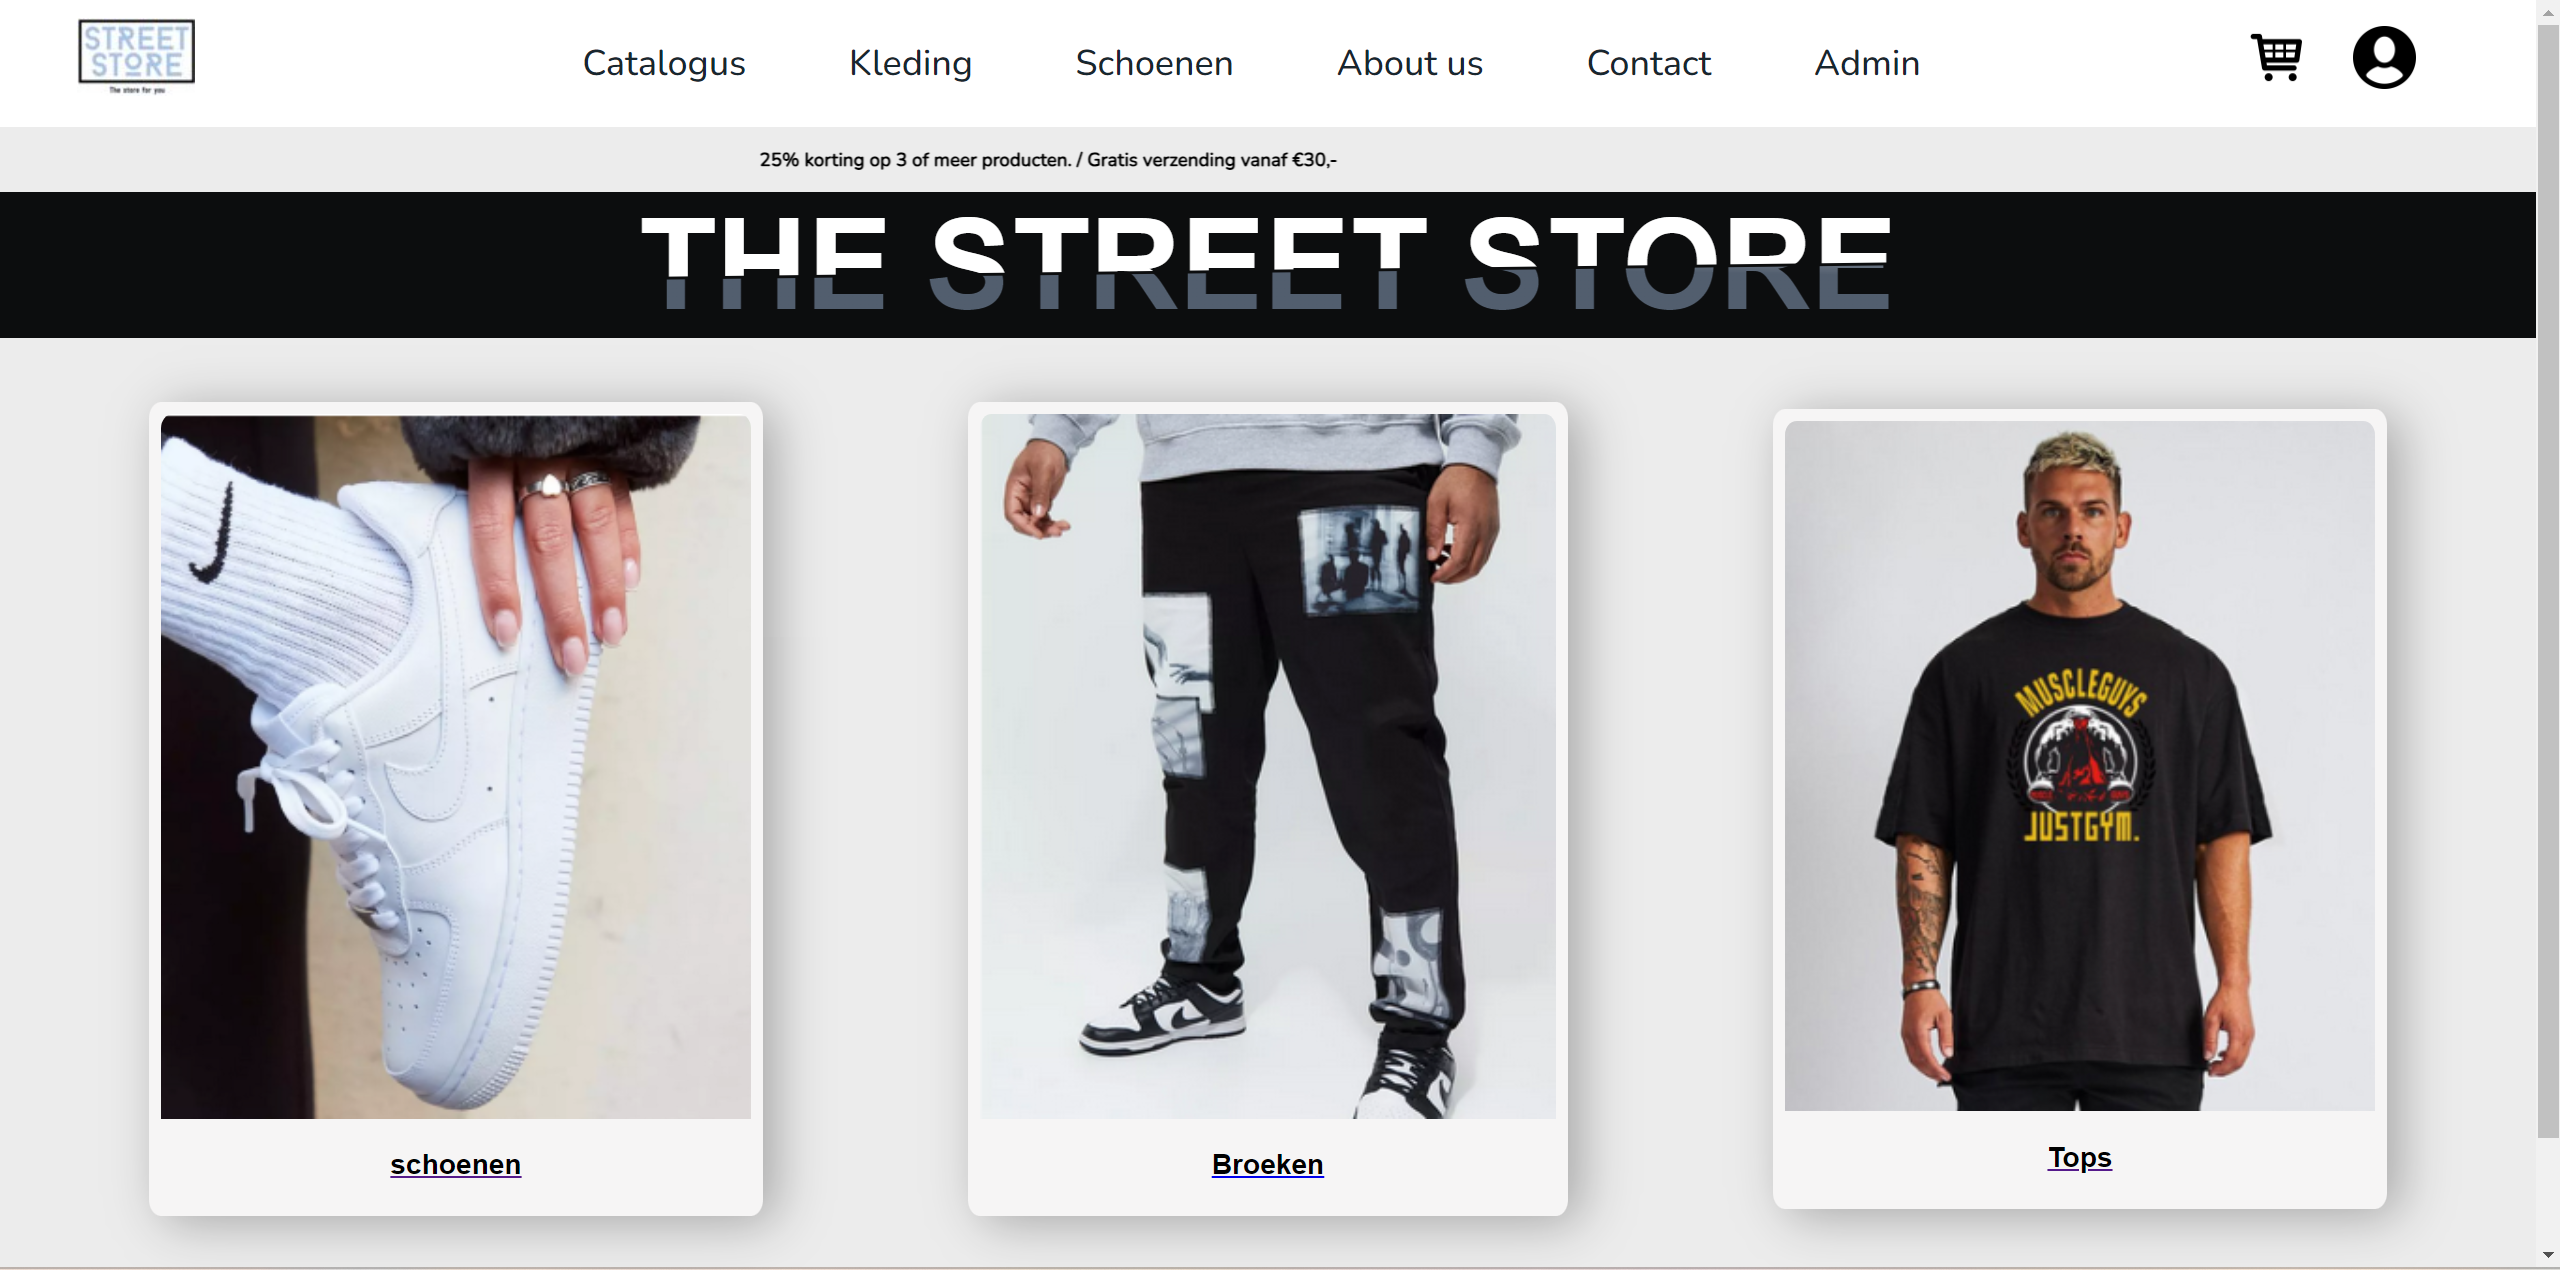 STREET
STORE
The store for you
Catalogus
Kleding
Schoenen
About us
Contact
Admin
25% korting op 3 of meer producten. / Gratis verzending vanaf €30,-
THE STREET STORE
MUSCLEGUYS
JUSTGYM.
schoenen
Broeken
Tops